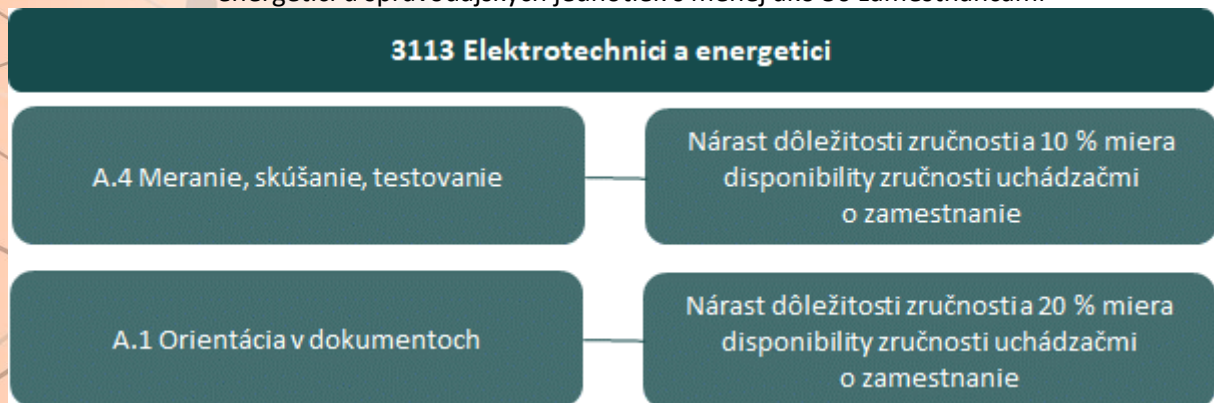 energetici u spravodajských jednotiek s menej ako 50 zamestnancami
3113 Elektrotechnici a energetici
A.4 Meranie, skúšanie, testovanie
Nárast dôležitosti zručnosti a 10 % miera
disponibility zručnosti uchádzačmi
o zamestnanie
A.1 Orientácia v dokumentoch
Nárast dôležitosti zručnosti a 20 % miera
disponibility zručnosti uchádzačmi
o zamestnanie